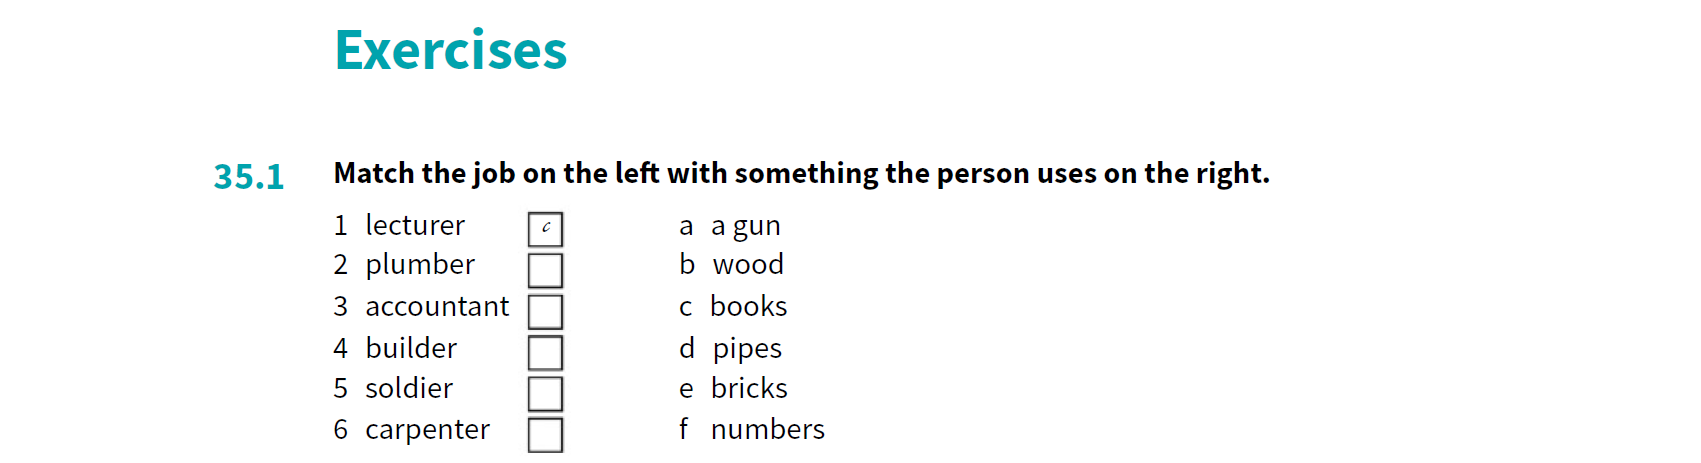 Exercises
35.1 Match the job on the left with something the person uses on the right.
1 lecturer c a a gun
2 plumber b wood
3 accountant c books
4 builder d pipes
5 soldier e bricks
6 carpenter f numbers